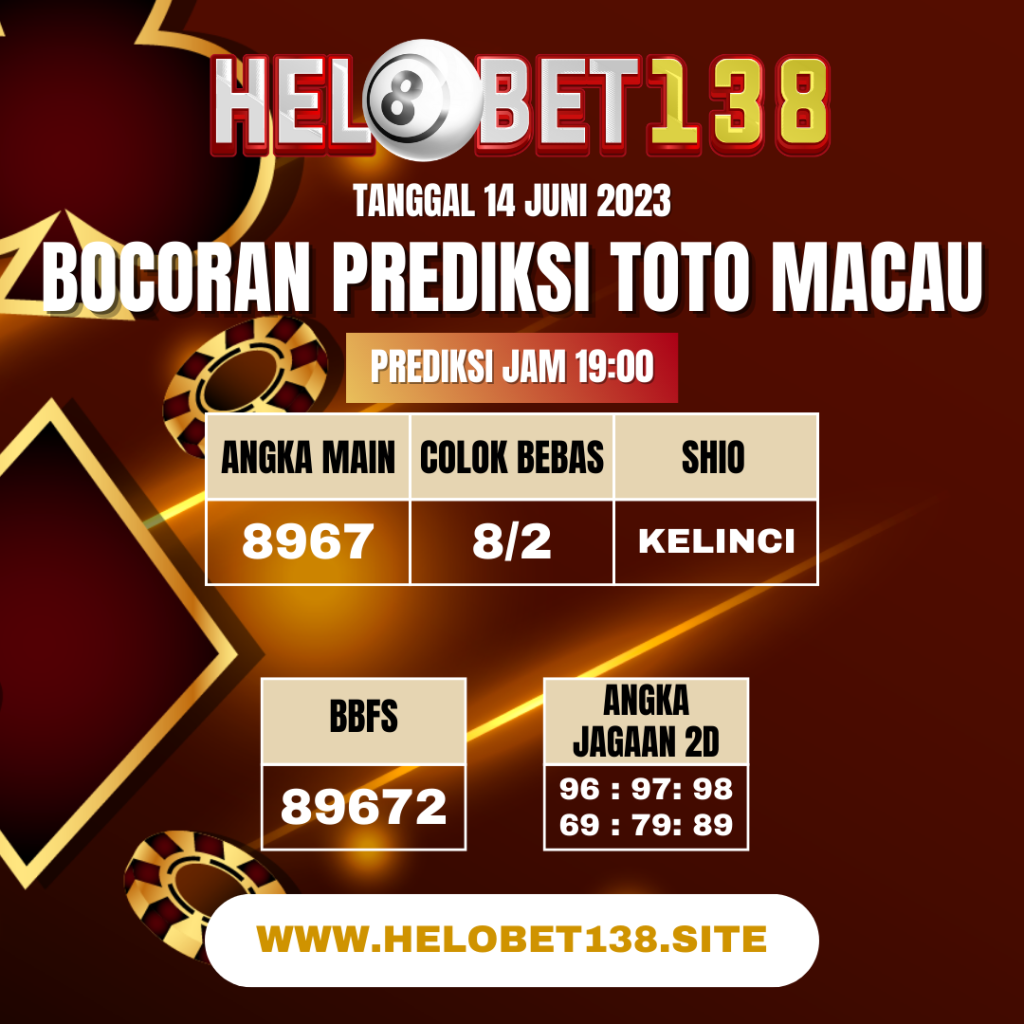 HEL8BET138
TANGGAL 14 JUNI 2023
BOCORAN PREDIKSI TOTO MACAU
PREDIKSI JAM 19:00
ANGKA MAIN COLOK BEBAS SHIO
8967 8/2 KELINCI
BBFS
ANGKA
JAGAAN 2D
89672
96 : 97: 98
69 : 79: 89
WWW.HELOBET138.SITE